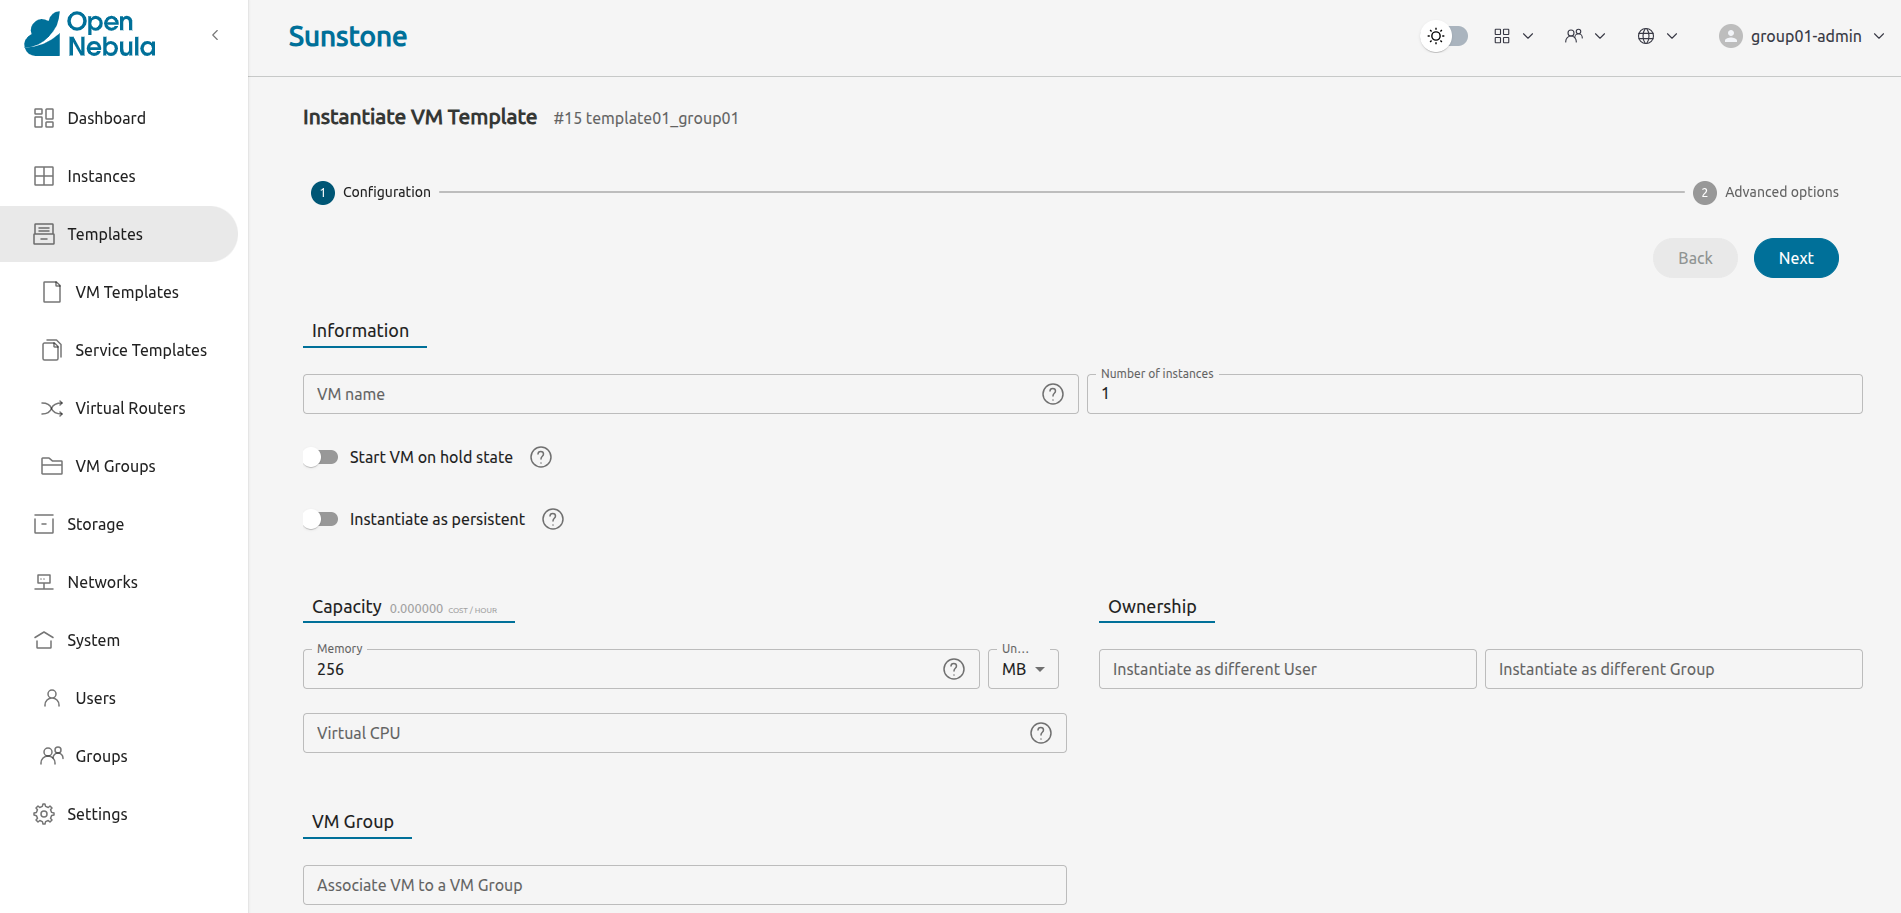 Open
Nebula
Sunstone
group01-admin
Dashboard
Instances
Templates
VM Templates
Service Templates
Virtual Routers
VM Groups
Storage
Networks
System
Users
Groups
Settings
Instantiate VM Template #15 template01_group01
1 Configuration
2 Advanced options
Back
Next
Information
VM name
Number of instances
1
Start VM on hold state
Instantiate as persistent
Capacity 0.000000 COST / HOUR
Memory
256
Un...
MB
Virtual CPU
Ownership
Instantiate as different User
Instantiate as different Group
VM Group
Associate VM to a VM Group